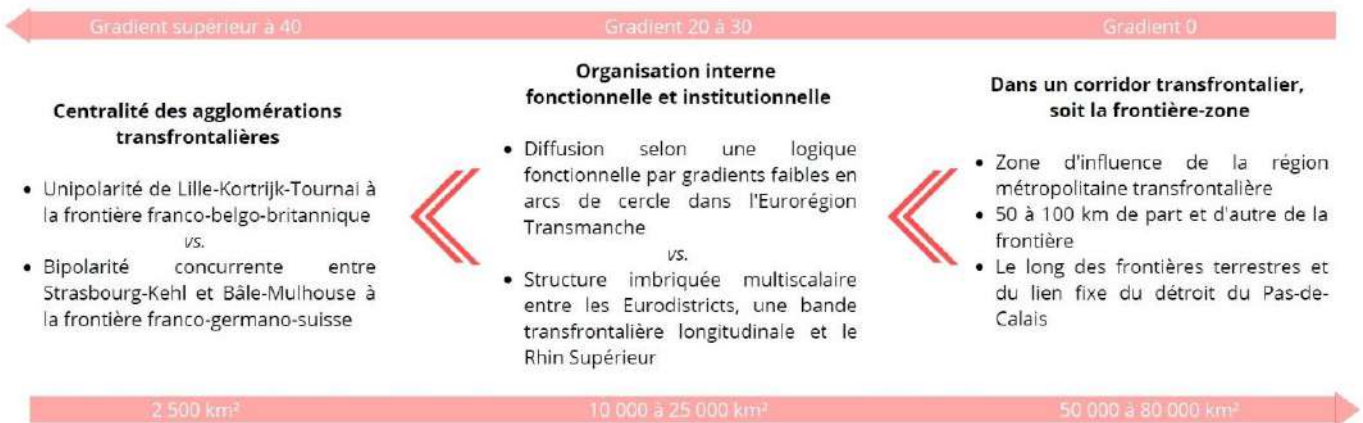 Gradient supérieur à 40
Gradient 20 à 30
Gradient 0
Centralité des agglomérations
transfrontalières
• Unipolarité de Lille-Kortrijk-Tournai à
la frontière franco-belgo-britannique
vs.
• Bipolarité concurrente entre
Strasbourg-Kehl et Bâle-Mulhouse à
la frontière franco-germano-suisse
Organisation interne
fonctionnelle et institutionnelle
• Diffusion selon une logique
fonctionnelle par gradients faibles en
arcs de cercle dans l'Eurorégion
Transmanche
vs.
• Structure imbriquée multiscalaire
entre les Eurodistricts, une bande
transfrontalière longitudinale et le
Rhin Supérieur
Dans un corridor transfrontalier,
soit la frontière-zone
• Zone d'influence de la région
métropolitaine transfrontalière
• 50 à 100 km de part et d'autre de la
frontière
• Le long des frontières terrestres et
du lien fixe du détroit du Pas-de-
Calais
2 500 km²
10 000 à 25 000 km²
50 000 à 80 000 km²